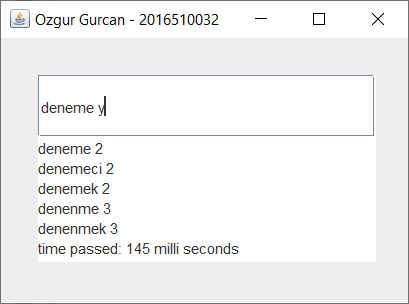 Ozgur Gurcan - 2016510032
deneme y
deneme 2
denemeci 2
denemek 2
denenme 3
denenmek 3
time passed: 145 milli seconds